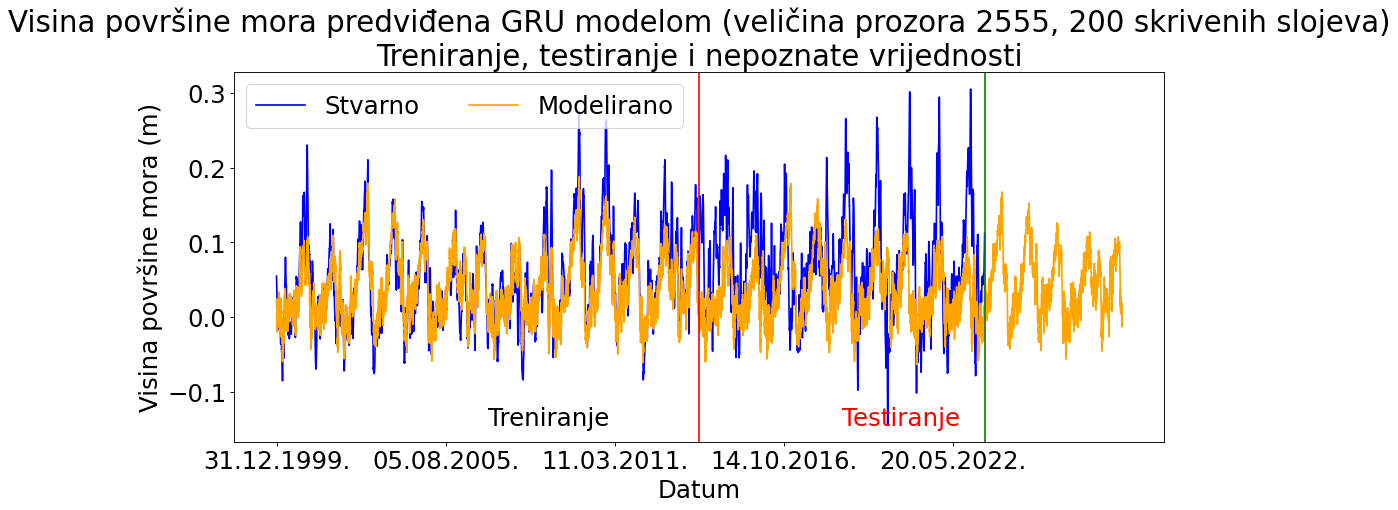 Visina površine mora predviđena GRU modelom (veličina prozora 2555, 200 skrivenih slojeva)
Treniranje, testiranje i nepoznate vrijednosti
Stvarno
Modelirano
Visina površine mora (m)
0.3
0.2
0.1
0.0
−0.1
Treniranje
Testiranje
31.12.1999.
05.08.2005.
11.03.2011.
14.10.2016.
20.05.2022.
Datum